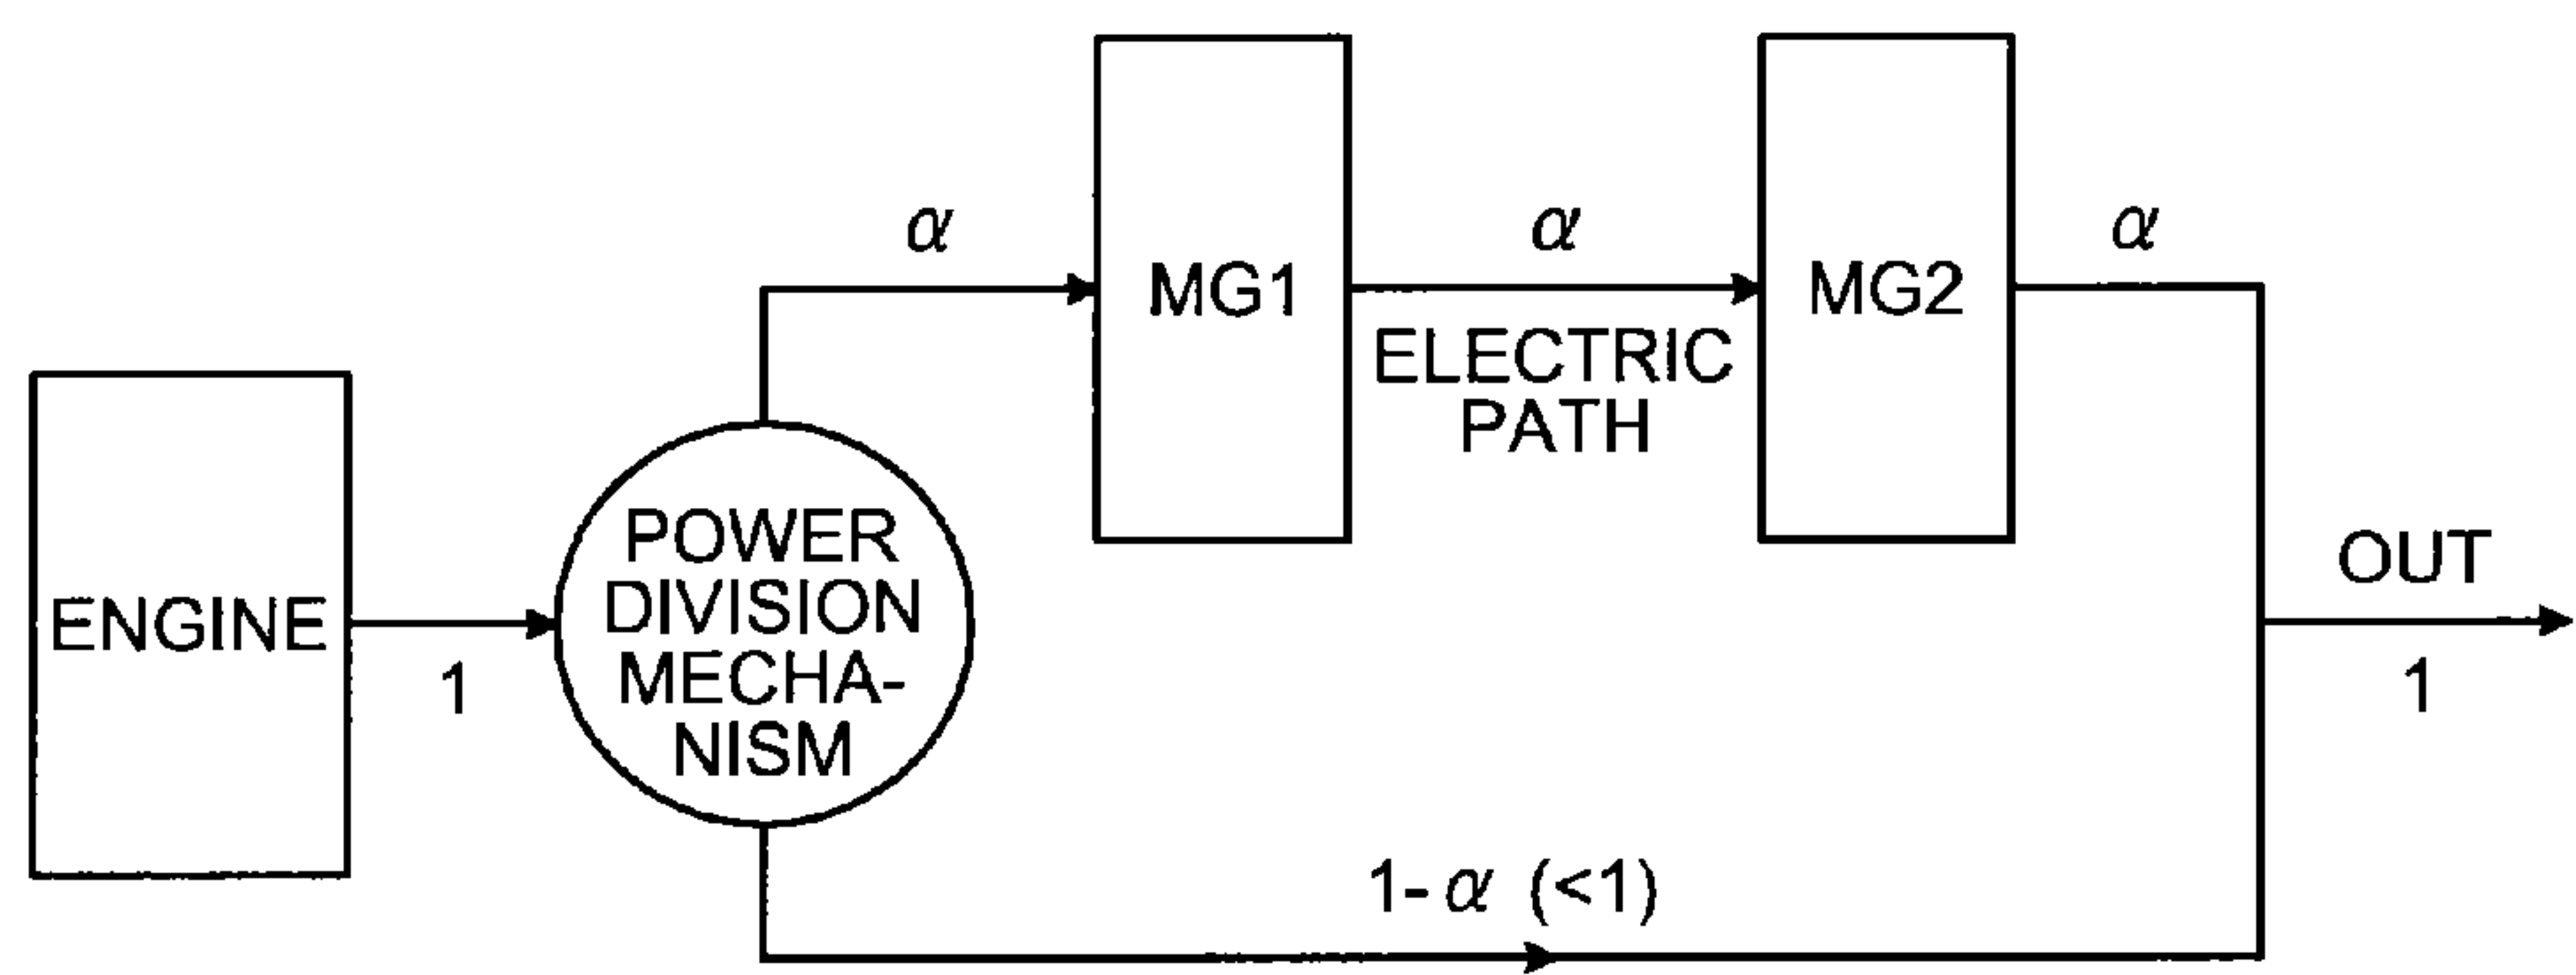 α
α
α
MG1
MG2
ELECTRIC
PATH
ENGINE
1
POWER
DIVISION
MECHA-
NISM
OUT
1
1-α (<1)